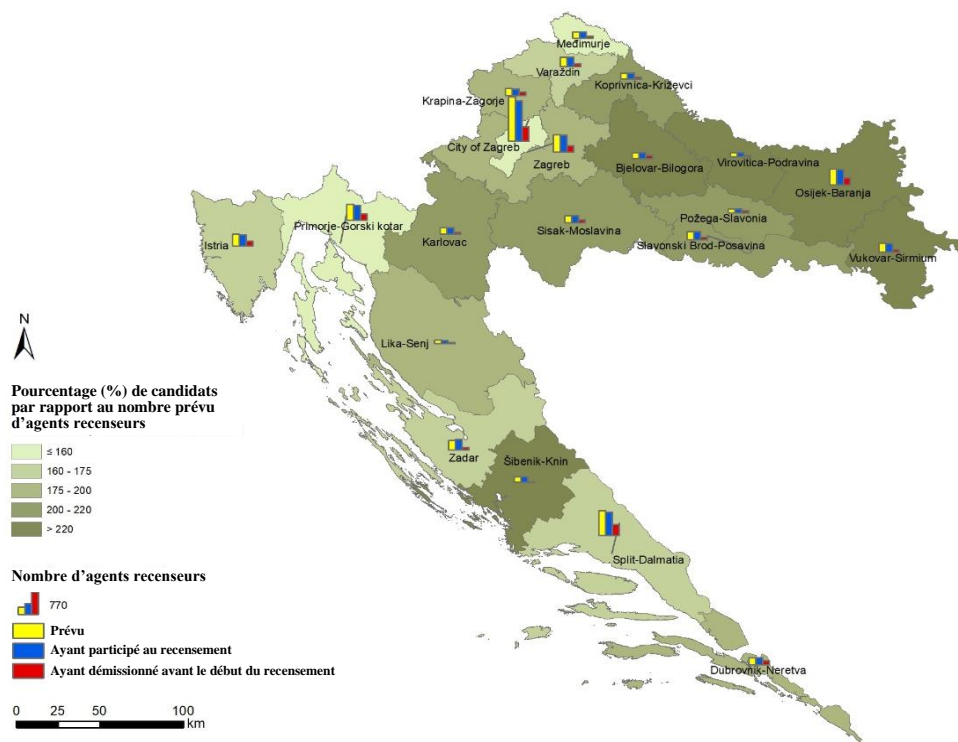 Međimurje
Varaždin
Koprivnica-Križevci
Krapina-Zagorje
City of Zagreb
Zagreb
Bjelovar-Bilogora
Virovitica-Podravina
Osijek-Baranja
Primorje-Gorski kotar
Istria
Karlovac
Sisak-Moslavina
Požega-Slavonia
Slavonski Brod-Posavina
Vukovar-Sirmium
N
Lika-Senj
Pourcentage (%) de candidats
par rapport au nombre prévu
d'agents recenseurs
≤ 160
160 - 175
175 - 200
200 - 220
> 220
Zadar
Šibenik-Knin
Split-Dalmatia
Dubrovnik-Neretva
Nombre d'agents recenseurs
770
Prévu
Ayant participé au recensement
Ayant démissionné avant le début du recensement
0 25 50 100
km